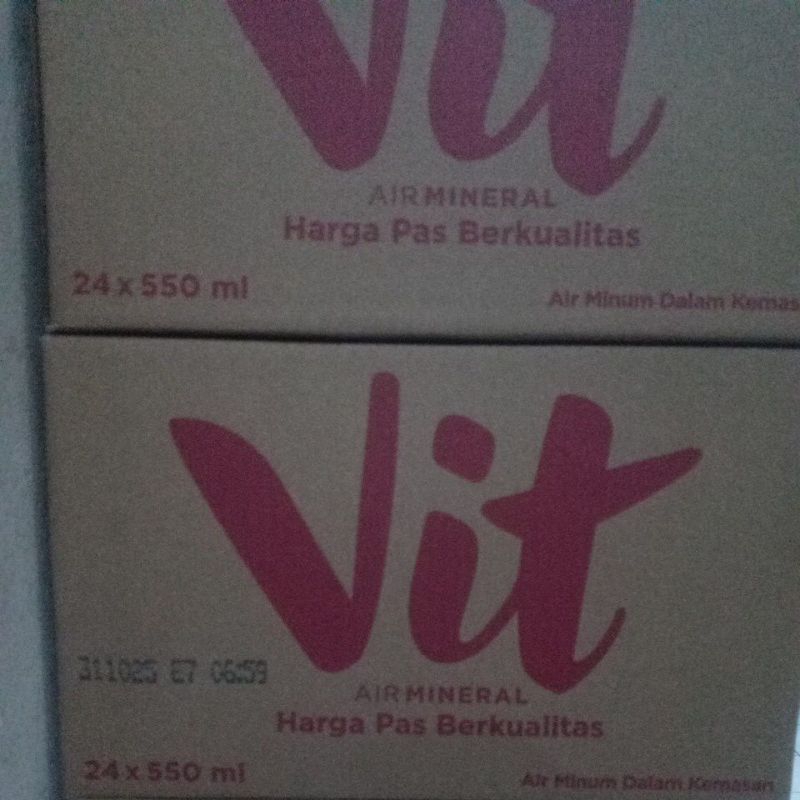 Vit
AIRMINERAL
Harga Pas Berkualitas
24 x 550 ml
Air Minum Dalam Kemas
Vit
311025 E7 06:59
AIRMINERAL
Harga Pas Berkualitas
24 x 550 ml
Air Minum Dalam Kemasan